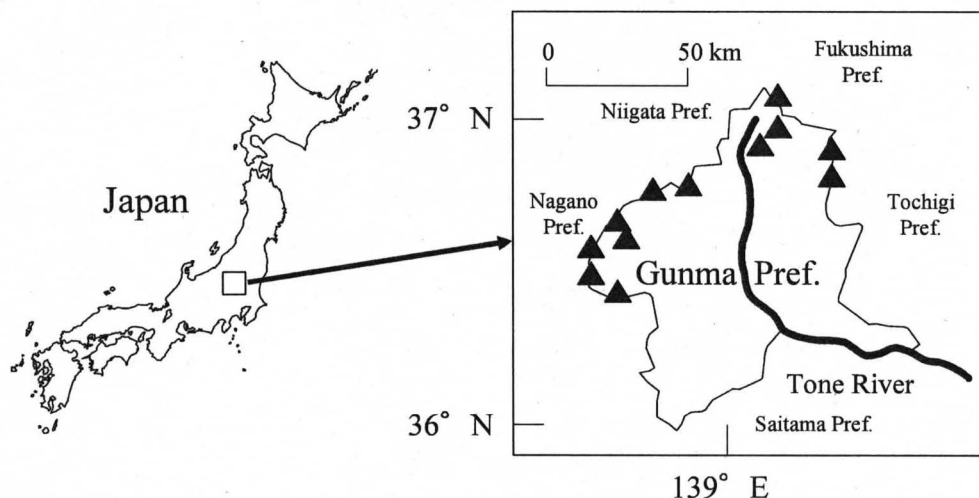 0 50 km
Fukushima
Pref.
Niigata Pref.
37° N
Japan
Nagano
Pref.
Tochigi
Pref.
Gunma Pref.
Tone River
36° N
Saitama Pref.
139° E